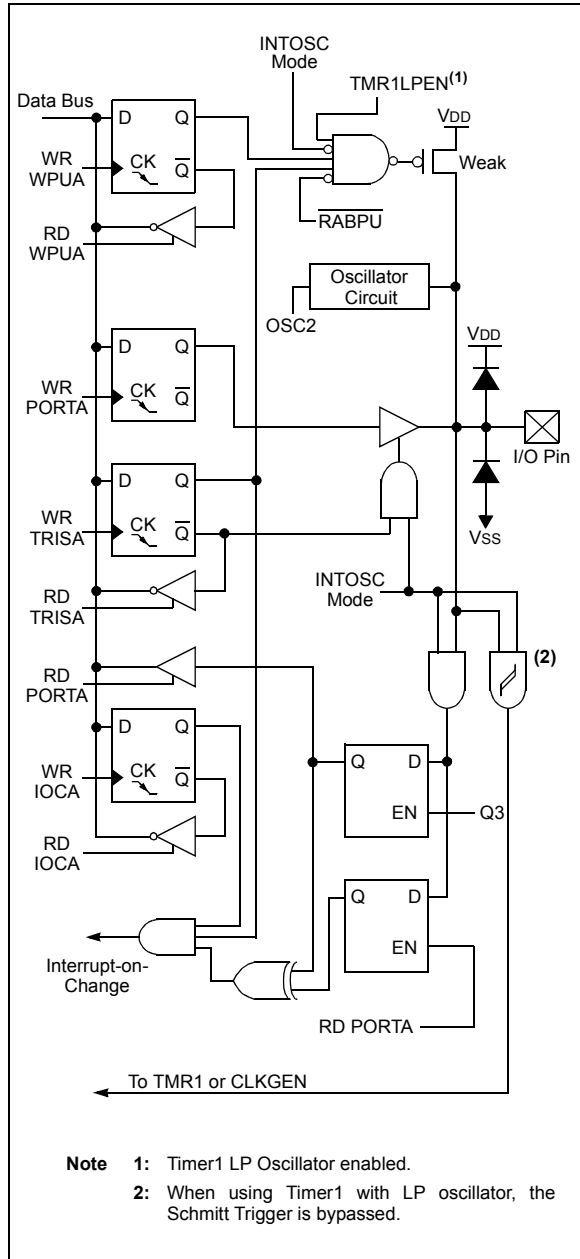 INTOSC
Mode
TMR1LPEN(1)
Data Bus
VDD
D Q
WR
WPUA
CK Q
Weak
RD
WPUA
RABPU
Oscillator
Circuit
OSC2
VDD
D Q
WR
PORTA
CK Q
I/O Pin
D Q
WR
TRISA
CK Q
VSS
INTOSC
Mode
RD
TRISA
(2)
RD
PORTA
D Q
WR
IOCA
CK Q
Q D
EN
Q3
RD
IOCA
Q D
EN
Interrupt-on-
Change
RD PORTA
To TMR1 or CLKGEN
Note 1: Timer1 LP Oscillator enabled.
2: When using Timer1 with LP oscillator, the
Schmitt Trigger is bypassed.